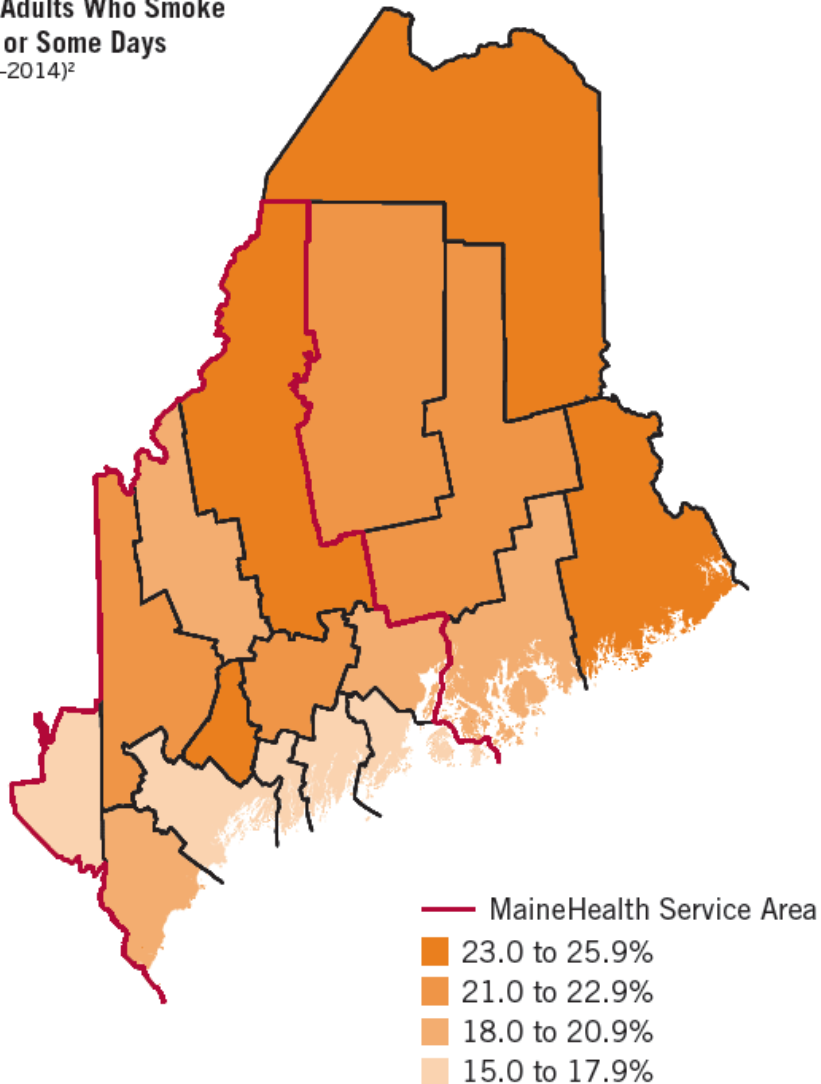 Adults Who Smoke
or Some Days
–2014)²
MaineHealth Service Area
23.0 to 25.9%
21.0 to 22.9%
18.0 to 20.9%
15.0 to 17.9%